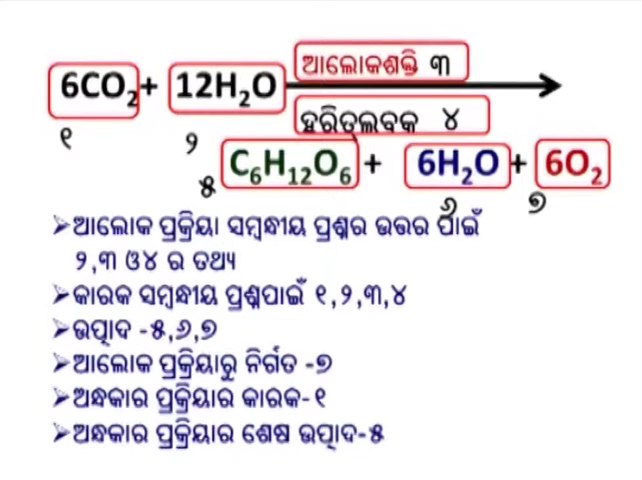 6CO₂ + 12H₂O ଆଲୋକଶକ୍ତି ୩
ହରିତ୍‌ଲବକ ୪
୧ ୨
୫ C₆H₁₂O₆ + 6H₂O + 6O₂
୬ ୭
➢ଆଲୋକ ପ୍ରକ୍ରିୟା ସମ୍ବନ୍ଧୀୟ ପ୍ରଶ୍ନର ଉତ୍ତର ପାଇଁ
୨,୩ ଓ୪ ର ତଥ୍ୟ
➢କାରକ ସମ୍ବନ୍ଧୀୟ ପ୍ରଶ୍ନପାଇଁ ୧,୨,୩,୪
➢ଉତ୍ପାଦ -୫,୬,୭
➢ଆଲୋକ ପ୍ରକ୍ରିୟାରୁ ନିର୍ଗତ -୭
➢ଅନ୍ଧକାର ପ୍ରକ୍ରିୟାର କାରକ-୧
➢ଅନ୍ଧକାର ପ୍ରକ୍ରିୟାର ଶେଷ ଉତ୍ପାଦ-୫